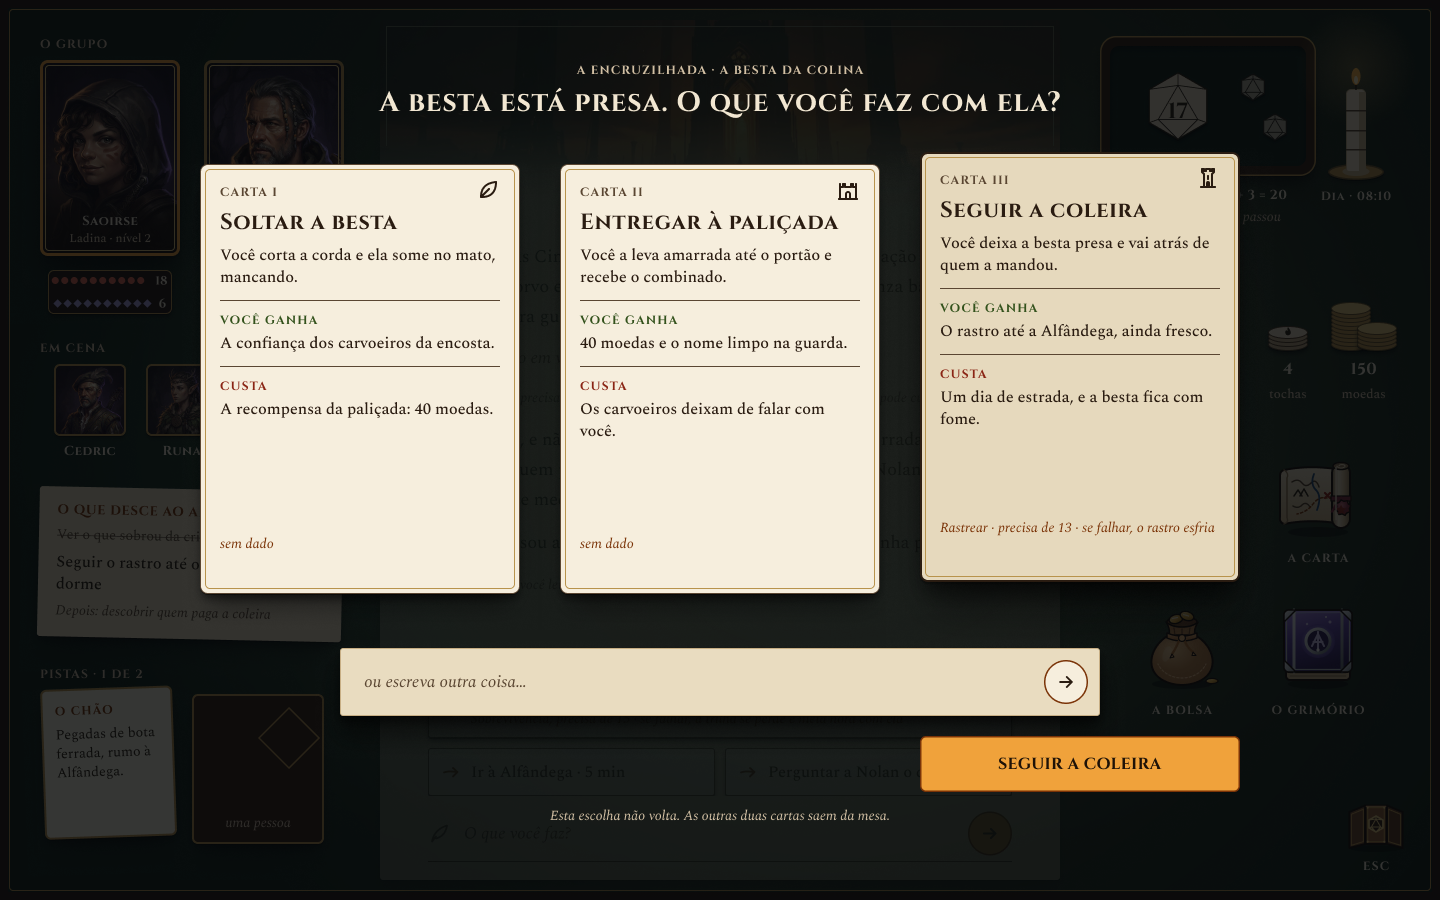 O GRUPO
SAOIRSE
Ladina · nível 2
18
6
EM CENA
CEDRIC
RUNA
O QUE DESCE AO A
Ver o que sobrou da cri
Seguir o rastro até o
dorme
Depois: descobrir quem paga a coleira
PISTAS · 1 DE 2
O CHÃO
Pegadas de bota
ferrada, rumo à
Alfândega.
uma pessoa
A ENCRUZILHADA · A BESTA DA COLINA
A BESTA ESTÁ PRESA. O QUE VOCÊ FAZ COM ELA?
CARTA I
SOLTAR A BESTA
Você corta a corda e ela some no mato,
mancando.
VOCÊ GANHA
A confiança dos carvoeiros da encosta.
CUSTA
A recompensa da paliçada: 40 moedas.
sem dado
CARTA II
ENTREGAR À PALIÇADA
Você a leva amarrada até o portão e
recebe o combinado.
VOCÊ GANHA
40 moedas e o nome limpo na guarda.
CUSTA
Os carvoeiros deixam de falar com
você.
sem dado
CARTA III
SEGUIR A COLEIRA
Você deixa a besta presa e vai atrás de
quem a mandou.
VOCÊ GANHA
O rastro até a Alfândega, ainda fresco.
CUSTA
Um dia de estrada, e a besta fica com
fome.
Rastrear · precisa de 13 · se falhar, o rastro esfria
ou escreva outra coisa...
SEGUIR A COLEIRA
→ Ir à Alfândega · 5 min
→ Perguntar a Nolan o
Esta escolha não volta. As outras duas cartas saem da mesa.
O que você faz?
17
3 = 20
passou
DIA · 08:10
4
tochas
150
moedas
A CARTA
A BOLSA
O GRIMÓRIO
ESC